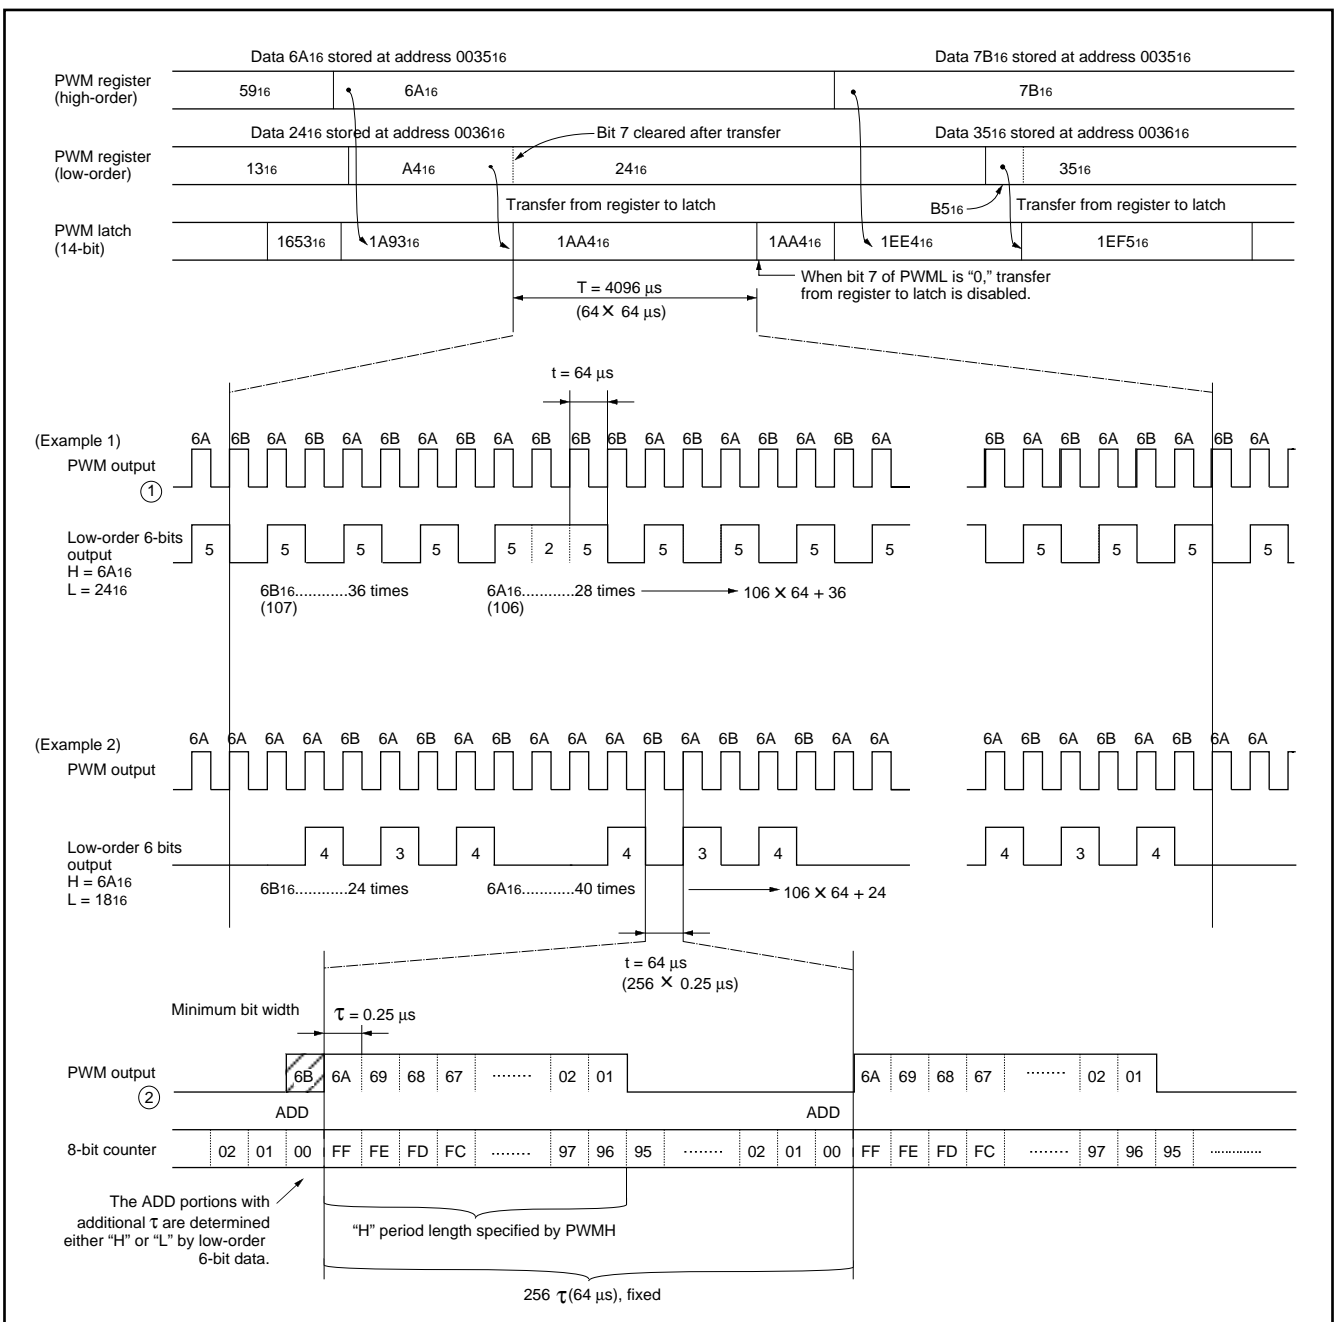 Data 6A16 stored at address 003516
Data 7B16 stored at address 003516
PWM register
(high-order)
5916
6A16
7B16
Data 2416 stored at address 003616
Bit 7 cleared after transfer
Data 3516 stored at address 003616
PWM register
(low-order)
1316
A416
2416
3516
Transfer from register to latch
B516
Transfer from register to latch
PWM latch
(14-bit)
165316
1A9316
1AA416
1AA416
1EE416
1EF516
When bit 7 of PWML is “0,” transfer
from register to latch is disabled.
T = 4096 µs
(64 × 64 µs)
t = 64 µs
(Example 1)
6A 6B 6A 6B 6A 6B 6A 6B 6A 6B 6B 6B 6A 6B 6A 6B 6A 6B 6A
6B 6A 6B 6A 6B 6A 6B 6A
PWM output
1
Low-order 6-bits
output
H = 6A16
L = 2416
5 5 5 5 5 2 5 5 5 5 5
5 5 5 5
6B16............36 times
(107)
6A16............28 times
(106)
106 × 64 + 36
(Example 2)
6A 6A 6A 6A 6B 6A 6B 6A 6B 6A 6A 6A 6B 6A 6B 6A 6B 6A 6A
6A 6B 6A 6B 6A 6B 6A 6A
PWM output
Low-order 6 bits
output
H = 6A16
L = 1816
4 3 4 4 3 4
4 3 4
6B16............24 times
6A16............40 times
106 × 64 + 24
t = 64 µs
(256 × 0.25 µs)
Minimum bit width
τ = 0.25 µs
PWM output
2
6B 6A 69 68 67 ........ 02 01
6A 69 68 67 ........ 02 01
ADD
ADD
8-bit counter
02 01 00 FF FE FD FC ........ 97 96 95 ........ 02 01 00 FF FE FD FC ........ 97 96 95 ..............
The ADD portions with
additional τ are determined
either “H” or “L” by low-order
6-bit data.
“H” period length specified by PWMH
256 τ(64 µs), fixed